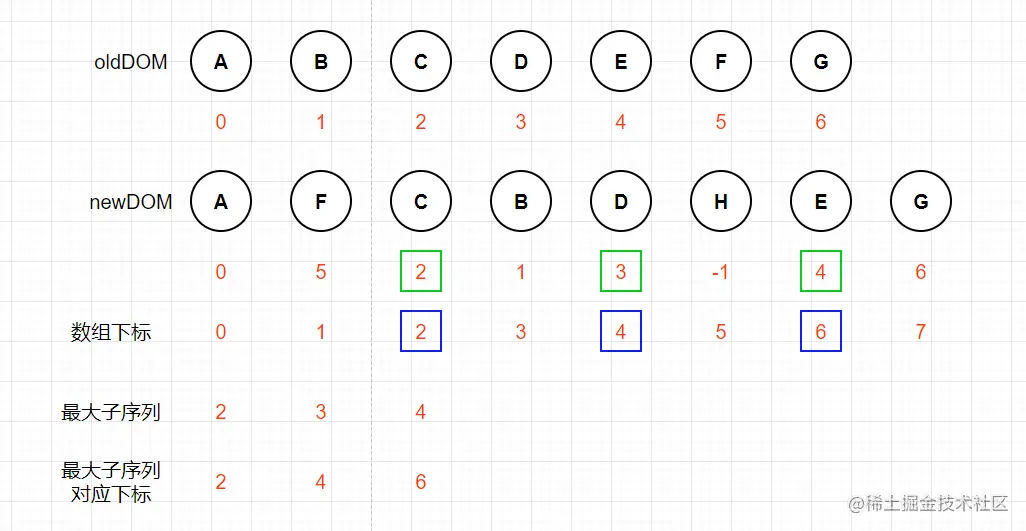 oldDOM A B C D E F G
0 1 2 3 4 5 6
newDOM A F C B D H E G
0 5 2 1 3 -1 4 6
数组下标 0 1 2 3 4 5 6 7
最大子序列 2 3 4
最大子序列
对应下标 2 4 6
@稀土掘金技术社区